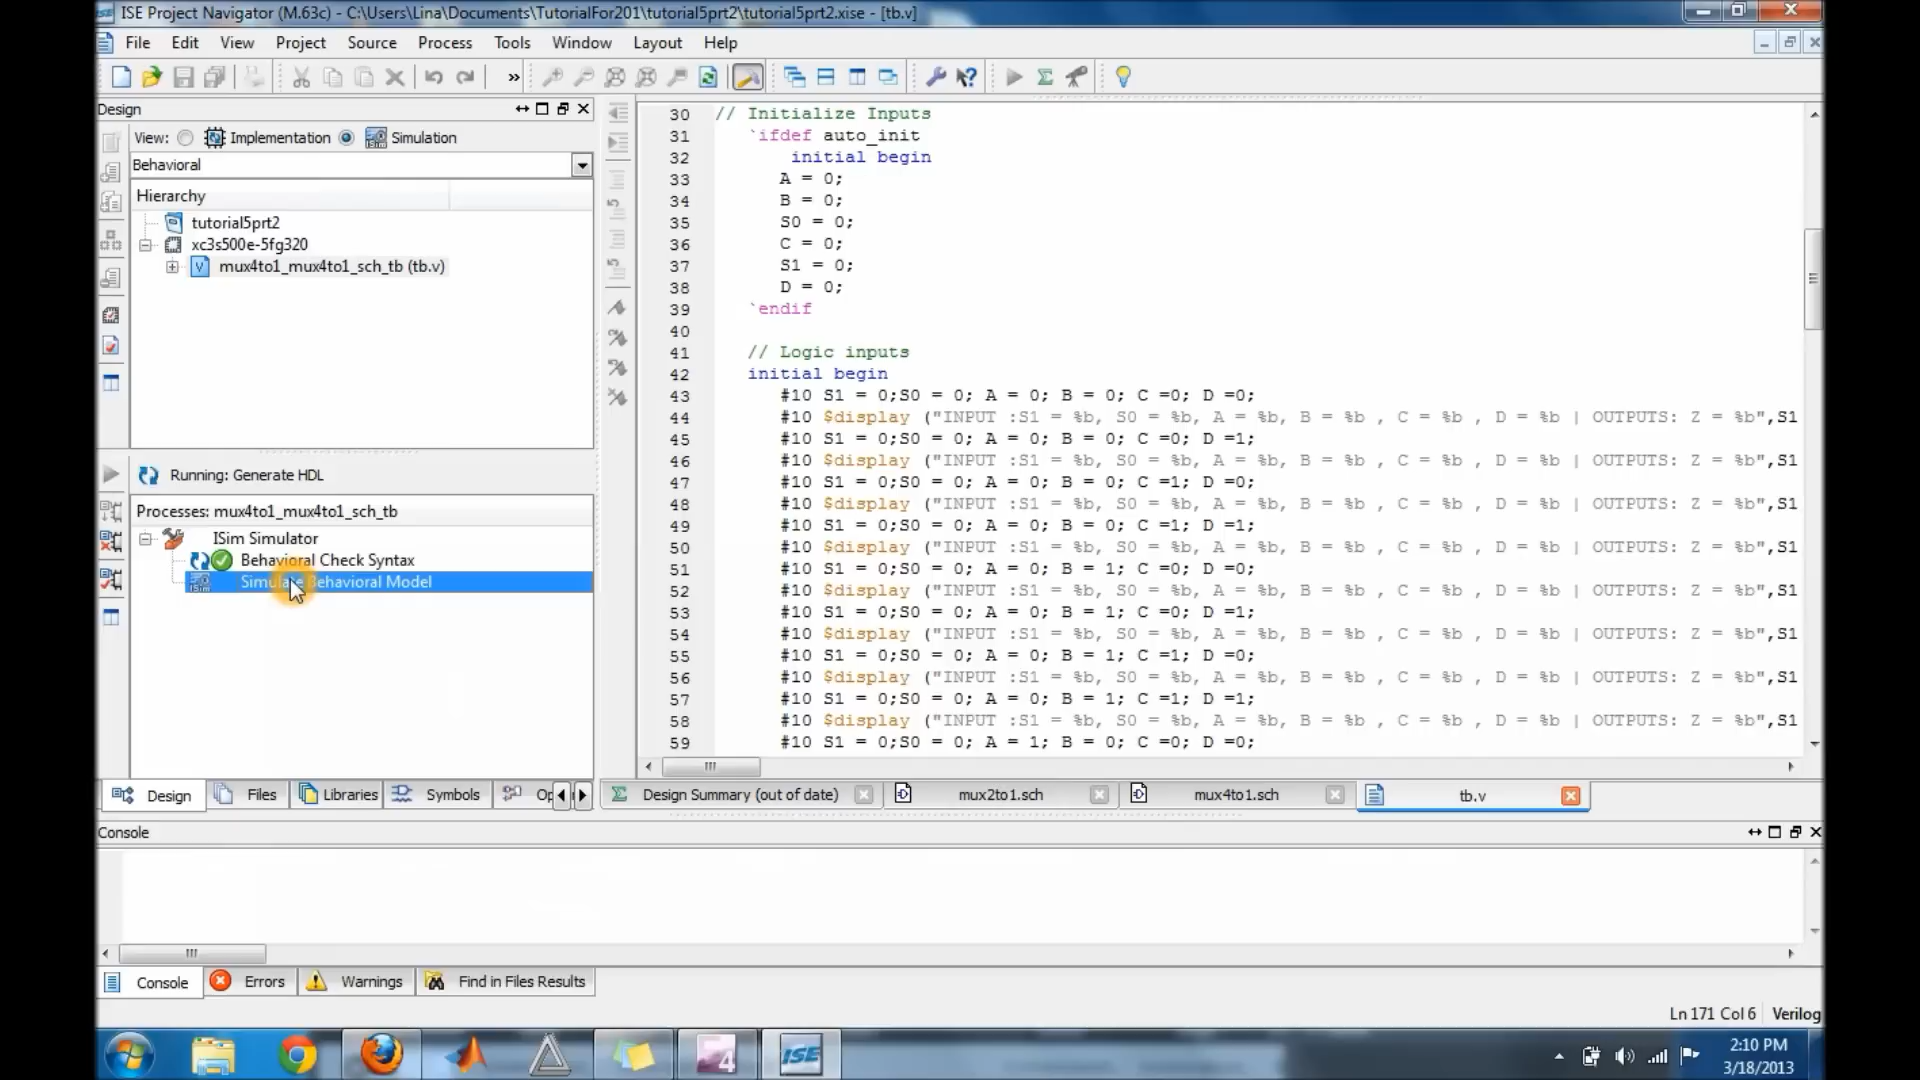 ISE Project Navigator (M.63c) - C:\Users\Lina\Documents\TutorialFor201\tutorial5prt2\tutorial5prt2.xise - [tb.v]
File Edit View Project Source Process Tools Window Layout Help
Design
View: Implementation Simulation
Behavioral
Hierarchy
tutorial5prt2
xc3s500e-5fg320
mux4to1_mux4to1_sch_tb (tb.v)
Running: Generate HDL
Processes: mux4to1_mux4to1_sch_tb
ISim Simulator
Behavioral Check Syntax
Simulate Behavioral Model
Design Files Libraries Symbols
30 // Initialize Inputs
31 `ifdef auto_init
32 initial begin
33 A = 0;
34 B = 0;
35 S0 = 0;
36 C = 0;
37 S1 = 0;
38 D = 0;
39 `endif
40
41 // Logic inputs
42 initial begin
43 #10 S1 = 0;S0 = 0; A = 0; B = 0; C =0; D =0;
44 #10 $display ("INPUT :S1 = %b, S0 = %b, A = %b, B = %b , C = %b , D = %b | OUTPUTS: Z = %b",S1
45 #10 S1 = 0;S0 = 0; A = 0; B = 0; C =0; D =1;
46 #10 $display ("INPUT :S1 = %b, S0 = %b, A = %b, B = %b , C = %b , D = %b | OUTPUTS: Z = %b",S1
47 #10 S1 = 0;S0 = 0; A = 0; B = 0; C =1; D =0;
48 #10 $display ("INPUT :S1 = %b, S0 = %b, A = %b, B = %b , C = %b , D = %b | OUTPUTS: Z = %b",S1
49 #10 S1 = 0;S0 = 0; A = 0; B = 0; C =1; D =1;
50 #10 $display ("INPUT :S1 = %b, S0 = %b, A = %b, B = %b , C = %b , D = %b | OUTPUTS: Z = %b",S1
51 #10 S1 = 0;S0 = 0; A = 0; B = 1; C =0; D =0;
52 #10 $display ("INPUT :S1 = %b, S0 = %b, A = %b, B = %b , C = %b , D = %b | OUTPUTS: Z = %b",S1
53 #10 S1 = 0;S0 = 0; A = 0; B = 1; C =0; D =1;
54 #10 $display ("INPUT :S1 = %b, S0 = %b, A = %b, B = %b , C = %b , D = %b | OUTPUTS: Z = %b",S1
55 #10 S1 = 0;S0 = 0; A = 0; B = 1; C =1; D =0;
56 #10 $display ("INPUT :S1 = %b, S0 = %b, A = %b, B = %b , C = %b , D = %b | OUTPUTS: Z = %b",S1
57 #10 S1 = 0;S0 = 0; A = 0; B = 1; C =1; D =1;
58 #10 $display ("INPUT :S1 = %b, S0 = %b, A = %b, B = %b , C = %b , D = %b | OUTPUTS: Z = %b",S1
59 #10 S1 = 0;S0 = 0; A = 1; B = 0; C =0; D =0;
Design Summary (out of date) mux2to1.sch mux4to1.sch tb.v
Console
Console Errors Warnings Find in Files Results
Ln 171 Col 6 Verilog
4 ISE
2:10 PM
3/18/2013